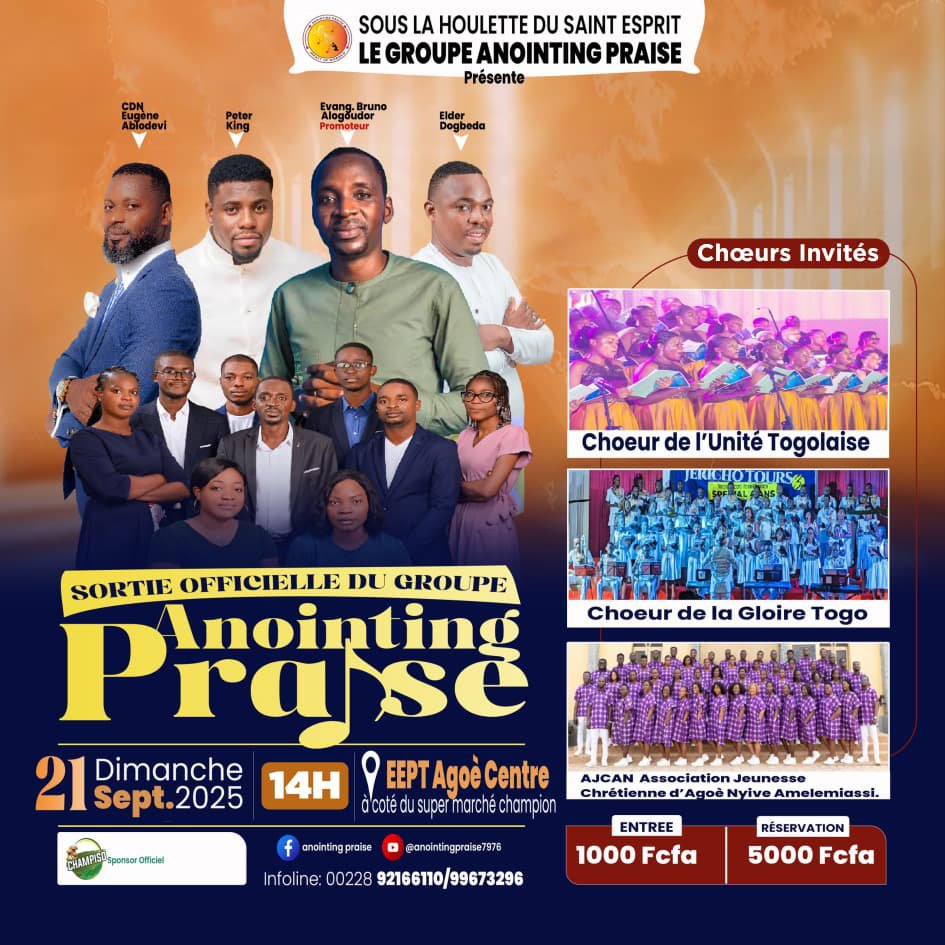 SOUS LA HOULETTE DU SAINT ESPRIT
LE GROUPE ANOINTING PRAISE
Présente
CDN
Eugène
Abiodevi
Peter
King
Evang. Bruno
Alogoudor
Promoteur
Elder
Dogbeda
Chœurs Invités
Choeur de l'Unité Togolaise
JERICHO TOURS
Choeur de la Gloire Togo
AJCAN Association Jeunesse
Chrétienne d'Agoè Nyive Amelemiassi.
SORTIE OFFICIELLE DU GROUPE
Anointing
Praise
21 Dimanche
Sept.2025
14H
EEPT Agoè Centre
à coté du super marché champion
CHAMPISO
Sponsor Officiel
anointing praise
@anointingpraise7976
Infoline: 00228 92166110/99673296
ENTREE
1000 Fcfa
RÉSERVATION
5000 Fcfa